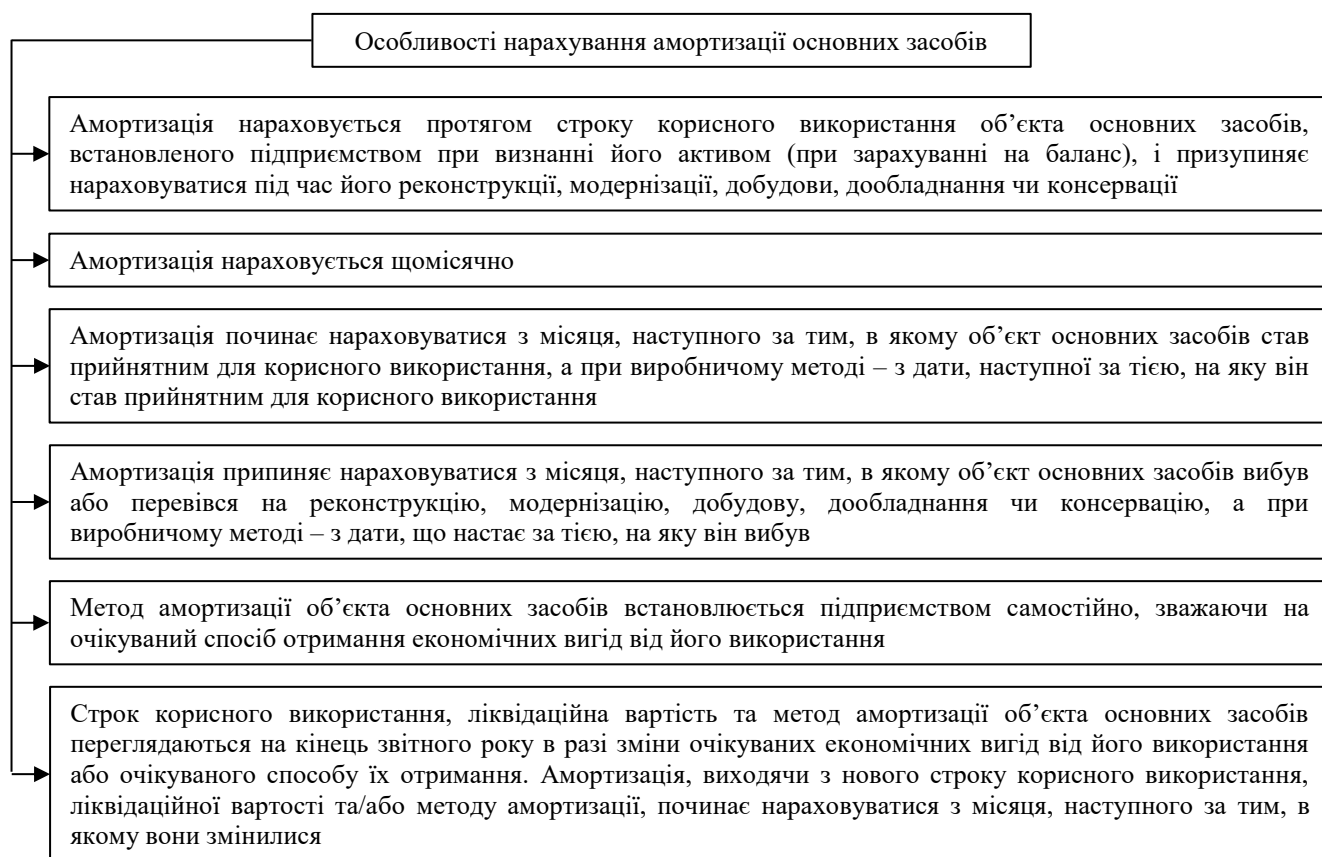 Особливості нарахування амортизації основних засобів
Амортизація нараховується протягом строку корисного використання об’єкта основних засобів,
встановленого підприємством при визнанні його активом (при зарахуванні на баланс), і призупиняє
нараховуватися під час його реконструкції, модернізації, добудови, дообладнання чи консервації
Амортизація нараховується щомісячно
Амортизація починає нараховуватися з місяця, наступного за тим, в якому об’єкт основних засобів став
прийнятним для корисного використання, а при виробничому методі – з дати, наступної за тією, на яку він
став прийнятним для корисного використання
Амортизація припиняє нараховуватися з місяця, наступного за тим, в якому об’єкт основних засобів вибув
або перевівся на реконструкцію, модернізацію, добудову, дообладнання чи консервацію, а при
виробничому методі – з дати, що настає за тією, на яку він вибув
Метод амортизації об’єкта основних засобів встановлюється підприємством самостійно, зважаючи на
очікуваний спосіб отримання економічних вигід від його використання
Строк корисного використання, ліквідаційна вартість та метод амортизації об’єкта основних засобів
переглядаються на кінець звітного року в разі зміни очікуваних економічних вигід від його використання
або очікуваного способу їх отримання. Амортизація, виходячи з нового строку корисного використання,
ліквідаційної вартості та/або методу амортизації, починає нараховуватися з місяця, наступного за тим, в
якому вони змінилися